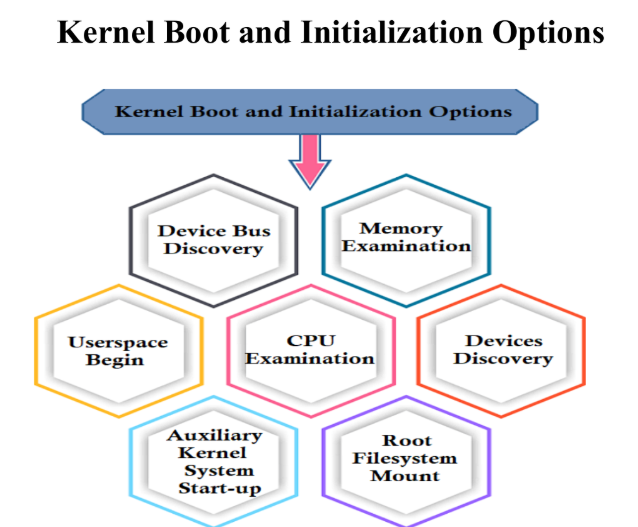 Kernel Boot and Initialization Options
Kernel Boot and Initialization Options
Device Bus
Discovery
Memory
Examination
Userspace
Begin
CPU
Examination
Devices
Discovery
Auxiliary
Kernel
System
Start-up
Root
Filesystem
Mount